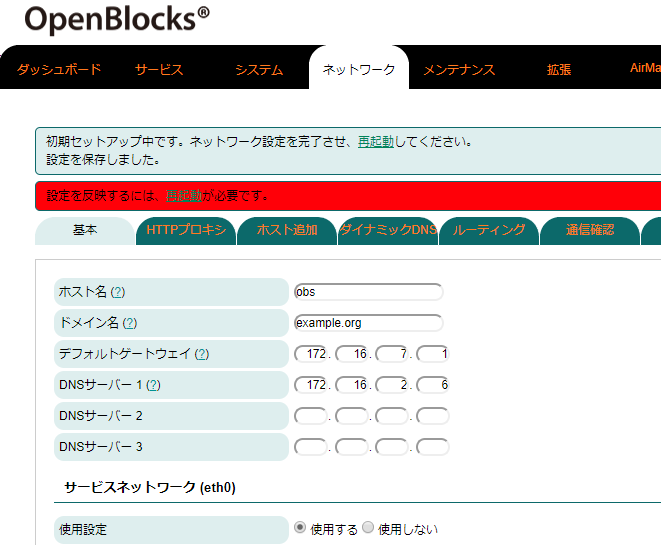 OpenBlocks®
ダッシュボード サービス システム ネットワーク メンテナンス 拡張 AirMa
初期セットアップ中です。ネットワーク設定を完了させ、再起動してください。
設定を保存しました。
設定を反映するには、再起動が必要です。
基本 HTTPプロキシ ホスト追加 ダイナミックDNS ルーティング 通信確認
ホスト名 (?) obs
ドメイン名 (?) example.org
デフォルトゲートウェイ (?) 172. 16. 7. 1
DNSサーバー 1 (?) 172. 16. 2. 6
DNSサーバー 2 . . .
DNSサーバー 3 . . .
サービスネットワーク (eth0)
使用設定 使用する 使用しない